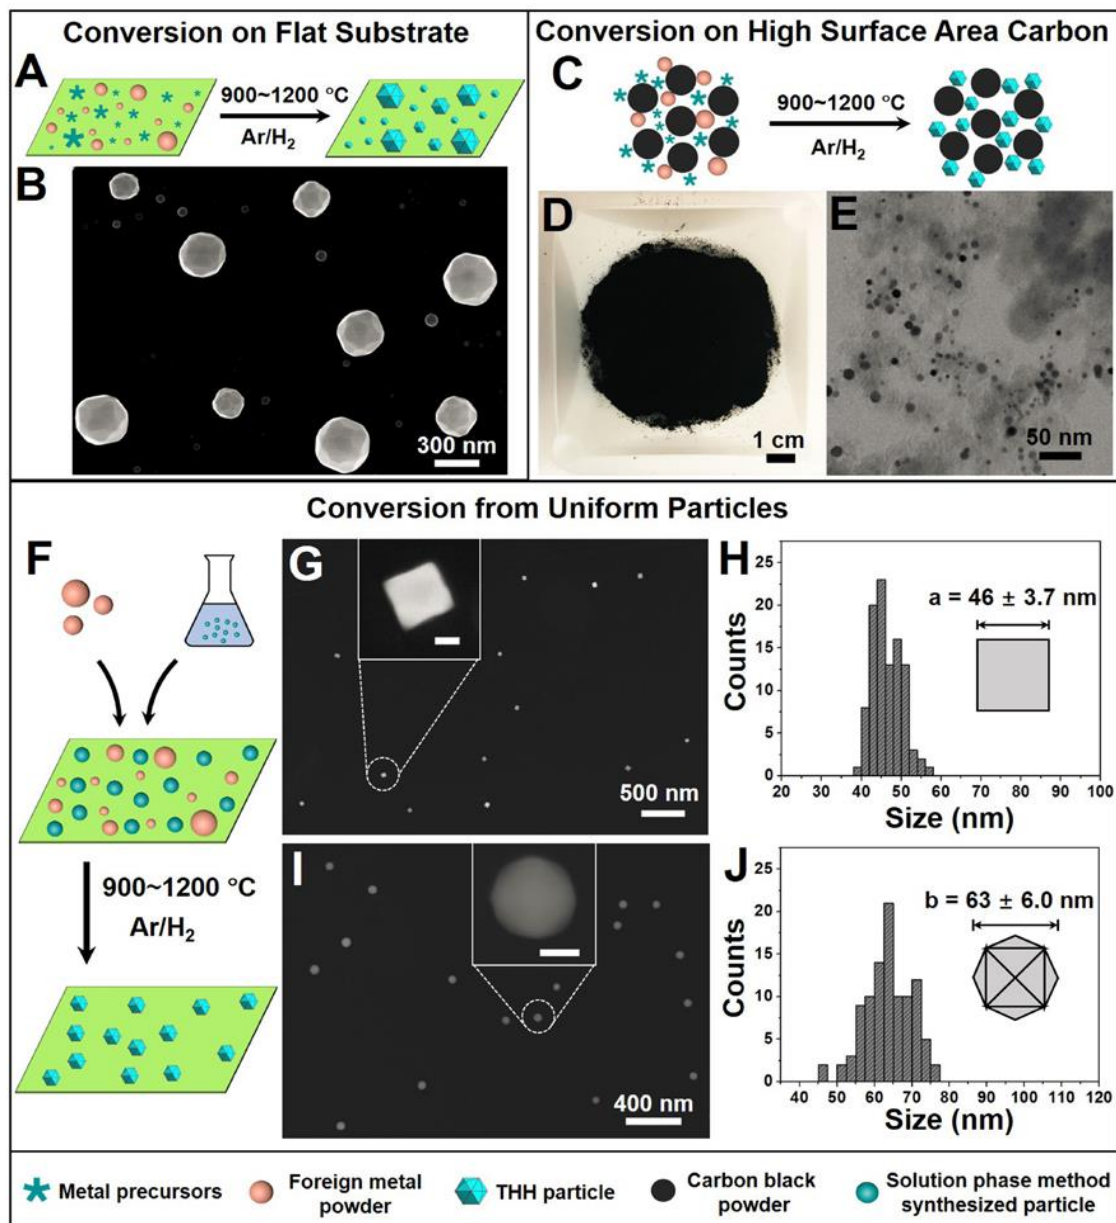 Conversion on Flat Substrate
A
900~1200 °C
Ar/H₂
B
300 nm
Conversion on High Surface Area Carbon
C
900~1200 °C
Ar/H₂
D
1 cm
E
50 nm
Conversion from Uniform Particles
F
900~1200 °C
Ar/H₂
G
500 nm
H
Counts
25
20
15
10
5
0
a = 46 ± 3.7 nm
20 30 40 50 60 70 80 90 100
Size (nm)
I
400 nm
J
Counts
25
20
15
10
5
0
b = 63 ± 6.0 nm
40 50 60 70 80 90 100 110 120
Size (nm)
Metal precursors
Foreign metal
powder
THH particle
Carbon black
powder
Solution phase method
synthesized particle